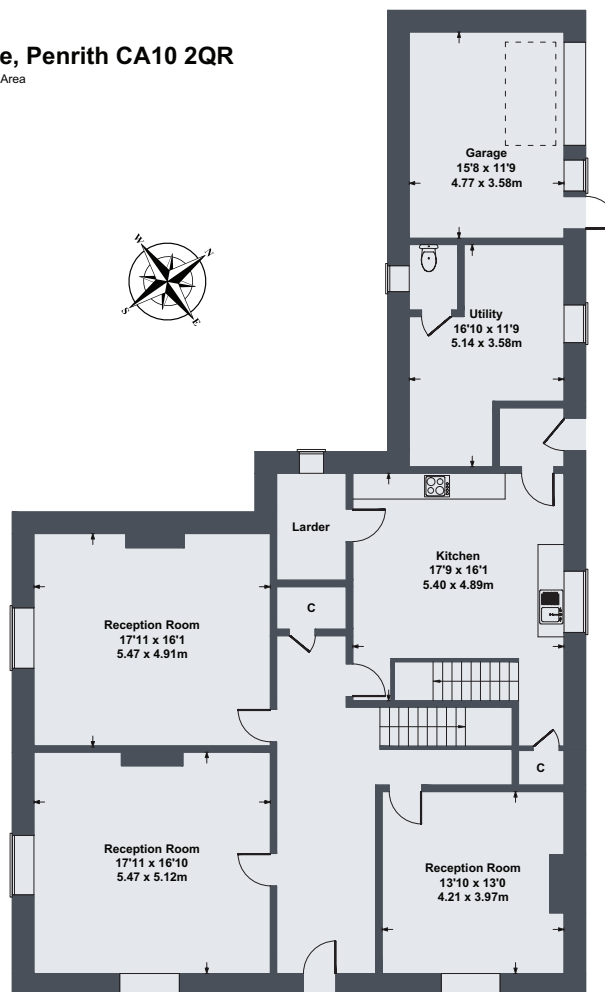 e, Penrith CA10 2QR
Area
W
N
S
E
Garage
15'8 x 11'9
4.77 x 3.58m
Utility
16'10 x 11'9
5.14 x 3.58m
Larder
Kitchen
17'9 x 16'1
5.40 x 4.89m
C
Reception Room
17'11 x 16'1
5.47 x 4.91m
C
Reception Room
17'11 x 16'10
5.47 x 5.12m
Reception Room
13'10 x 13'0
4.21 x 3.97m